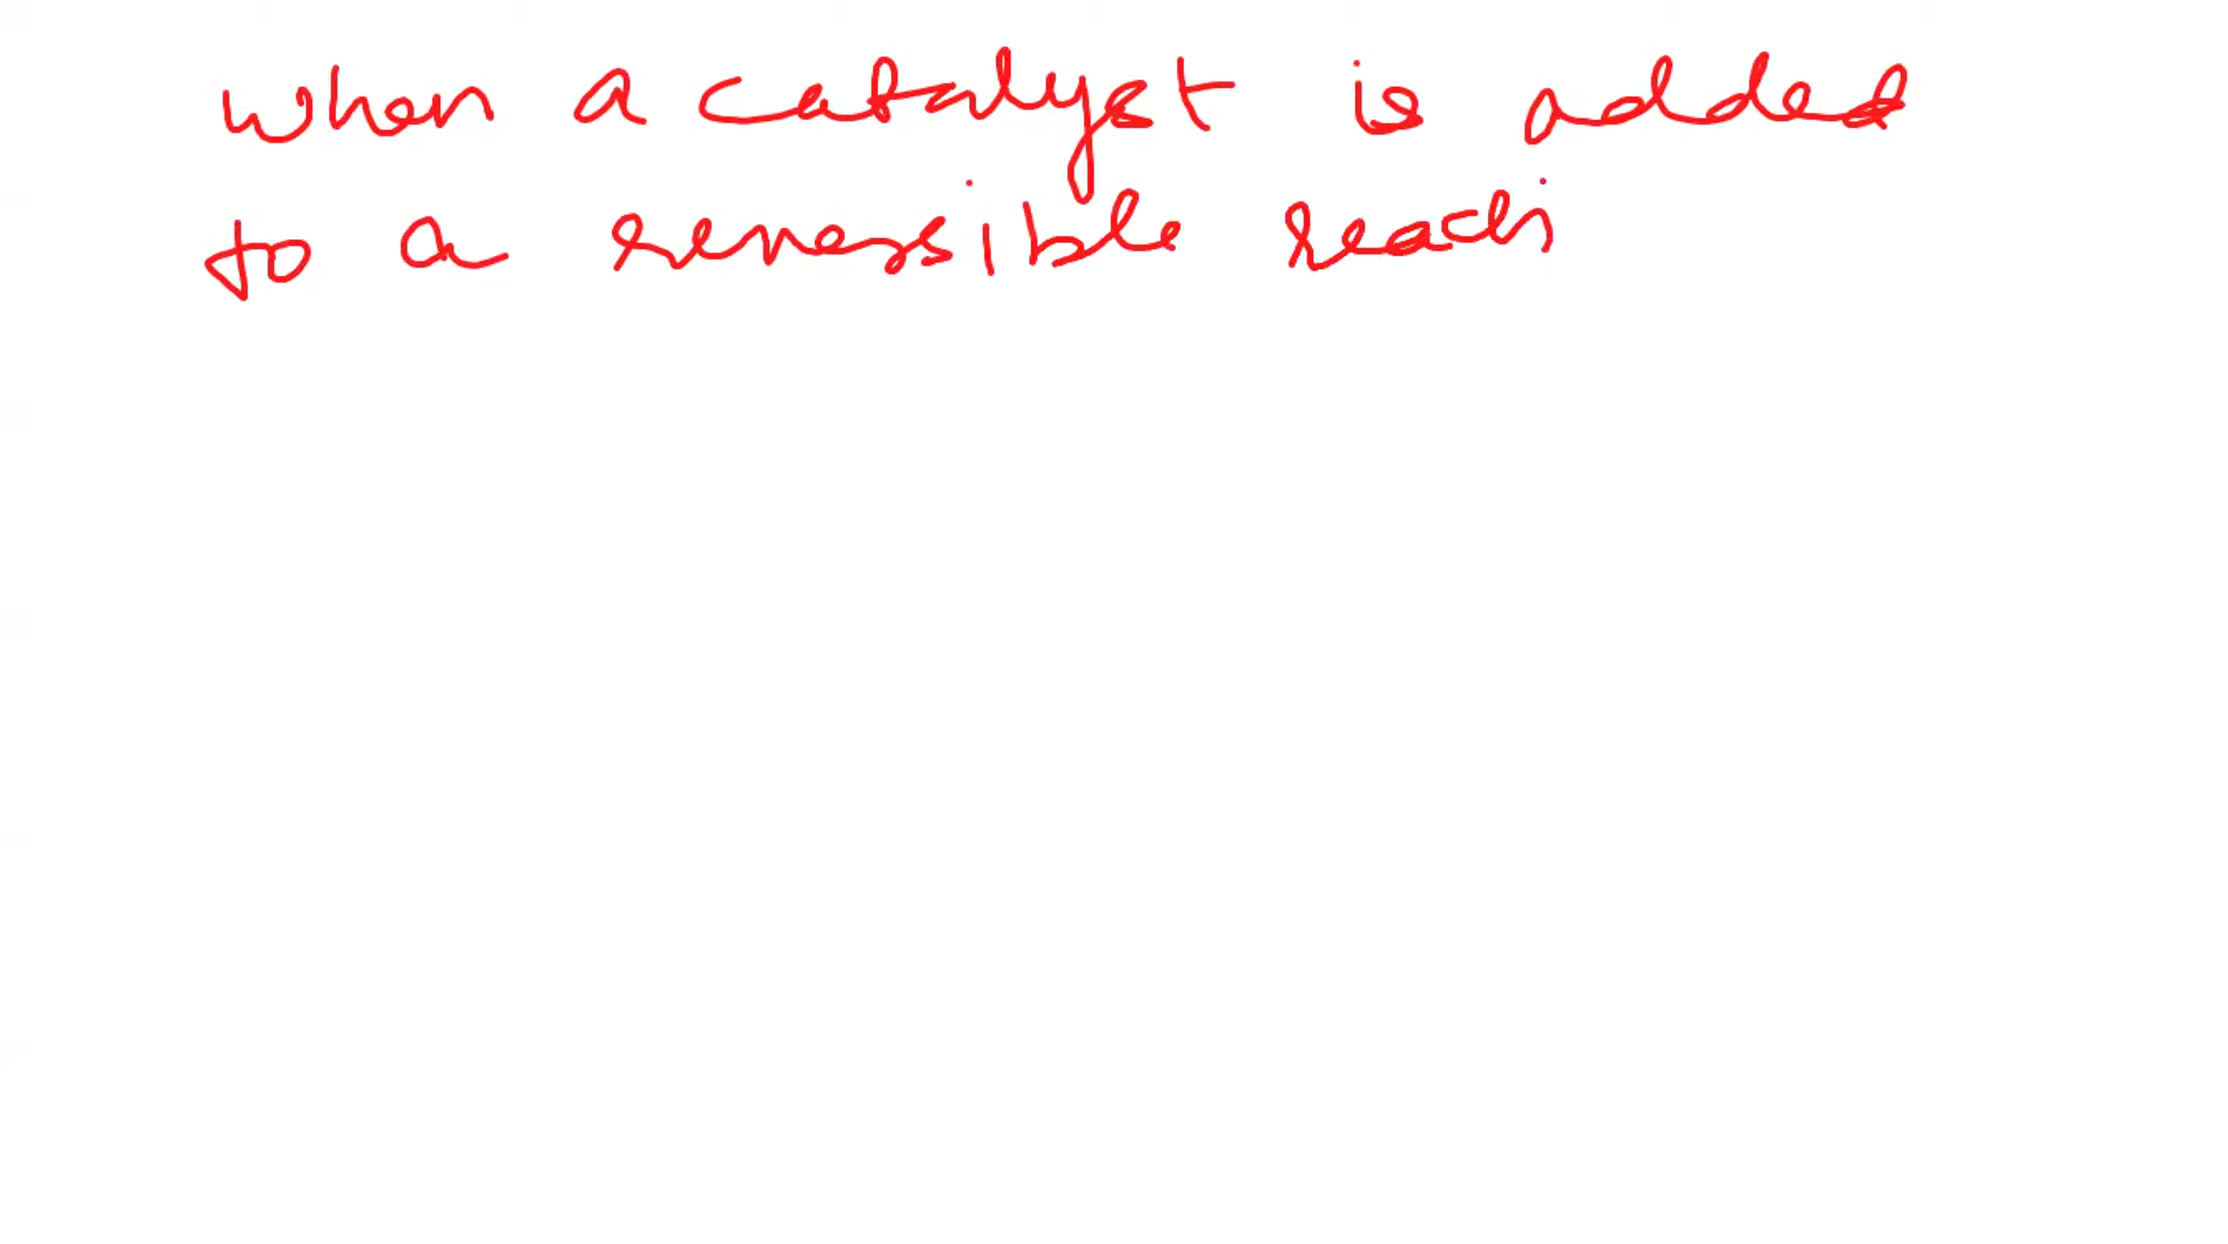 when a catalyst is added
to a reversible reacti